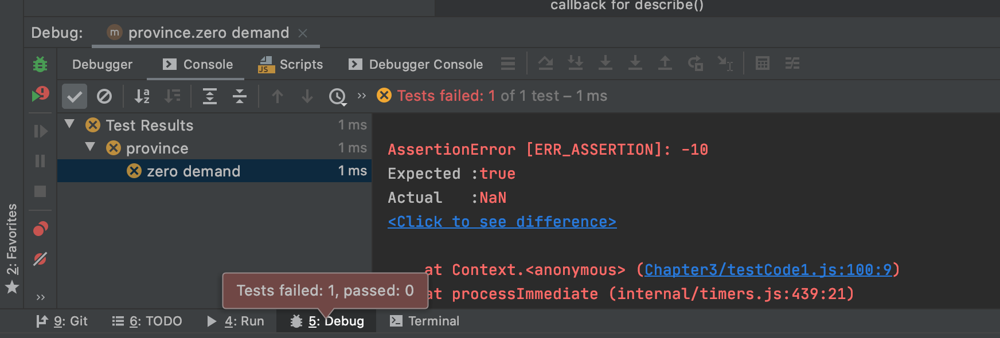 callback for describe()
Debug: m province.zero demand
Debugger Console JS Scripts Debugger Console
Tests failed: 1 of 1 test – 1 ms
Test Results 1 ms
province 1 ms
zero demand 1 ms
AssertionError [ERR_ASSERTION]: -10
Expected :true
Actual :NaN
<Click to see difference>
at Context.<anonymous> (Chapter3/testCode1.js:100:9)
at processImmediate (internal/timers.js:439:21)
Tests failed: 1, passed: 0
2: Favorites
9: Git 6: TODO 4: Run 5: Debug Terminal